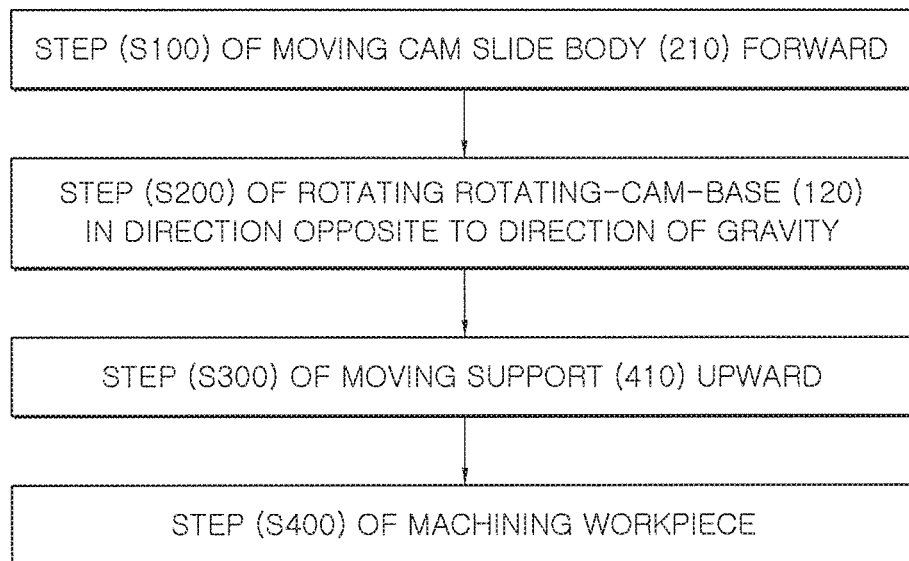 STEP (S100) OF MOVING CAM SLIDE BODY (210) FORWARD
STEP (S200) OF ROTATING ROTATING-CAM-BASE (120)
IN DIRECTION OPPOSITE TO DIRECTION OF GRAVITY
STEP (S300) OF MOVING SUPPORT (410) UPWARD
STEP (S400) OF MACHINING WORKPIECE